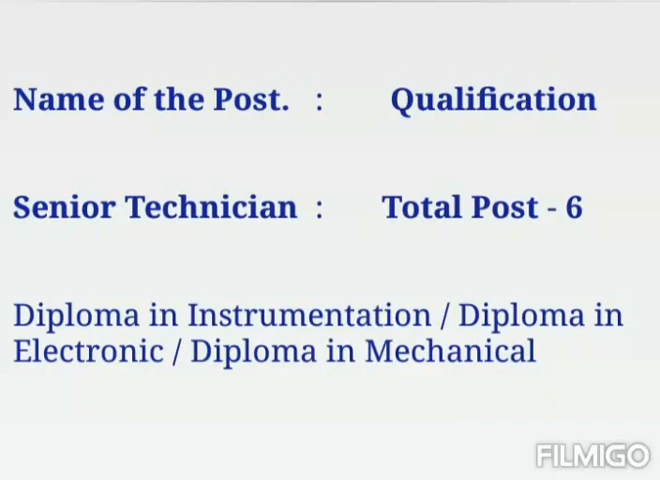 Name of the Post. : Qualification
Senior Technician : Total Post - 6
Diploma in Instrumentation / Diploma in
Electronic / Diploma in Mechanical
FILMIGO